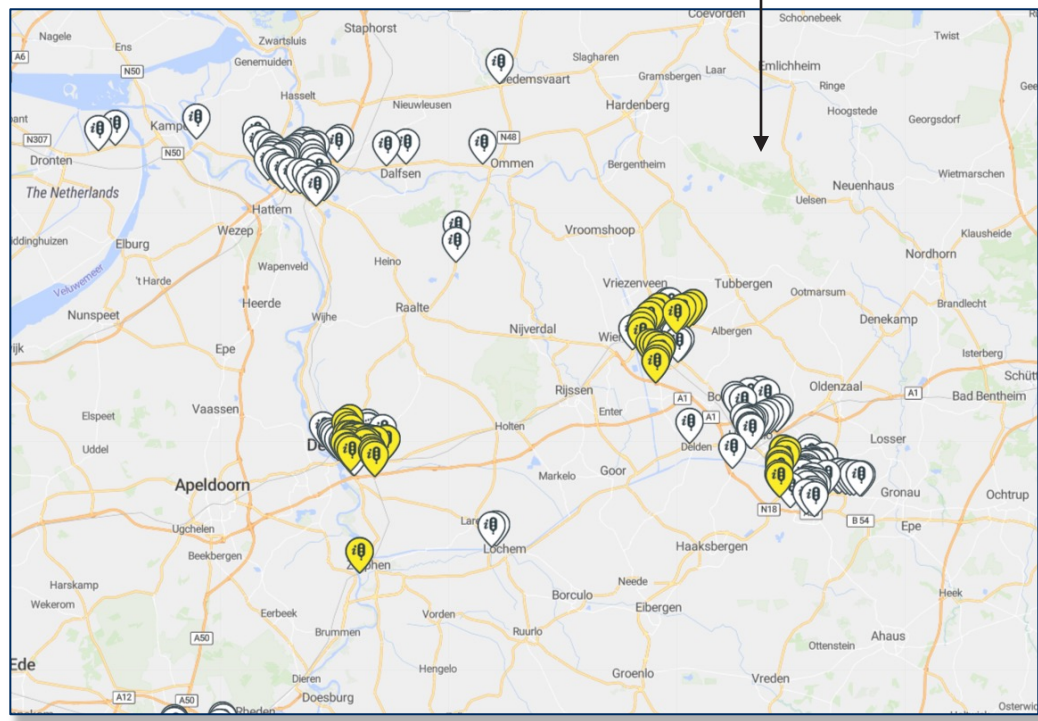 Nagele
Ens
Zwartsluis
Staphorst
Coevorden
Schoonebeek
Twist
A6
N50
Genemuiden
Slagharen
Gramsbergen
Laar
Emlichheim
Hasselt
Nieuwleusen
Hardenberg
Ringe
Hoogstede
Georgsdorf
N307
Dronten
N50
N48
Ommen
Dalfsen
Bergentheim
Neuenhaus
Wietmarschen
The Netherlands
Hattem
Uelsen
Wezep
Vroomshoop
Klausheide
Elburg
Nordhorn
Veluwemeer
't Harde
Wapenveld
Heino
Vriezenveen
Tubbergen
Ootmarsum
Brandlecht
Nunspeet
Heerde
Wijhe
Raalte
Nijverdal
Albergen
Denekamp
Epe
Isterberg
Rijssen
Oldenzaal
A1
Bad Bentheim
Elspeet
Vaassen
Enter
A1
A1
Holten
Delden
Losser
Uddel
Goor
Markelo
Apeldoorn
Gronau
Ochtrup
N18
B 54
Epe
Ugchelen
Lochem
Haaksbergen
Beekbergen
Harskamp
Neede
Heek
Wekerom
Borculo
Eibergen
Eerbeek
Vorden
A50
Brummen
Ruurlo
Ahaus
Ottenstein
Ede
Hengelo
Groenlo
Vreden
Dieren
A12
A50
Doesburg
Rheden